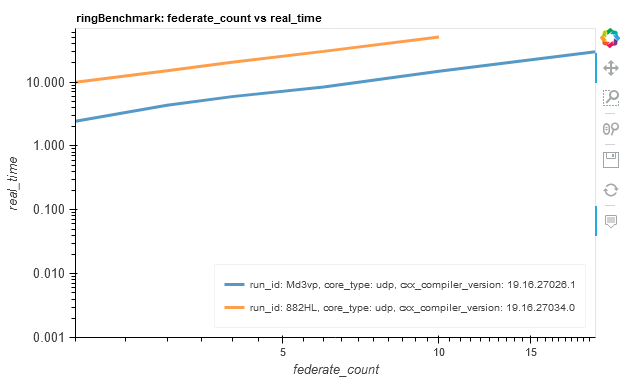 ringBenchmark: federate_count vs real_time
10.000
1.000
0.100
0.010
0.001
real_time
run_id: Md3vp, core_type: udp, cxx_compiler_version: 19.16.27026.1
run_id: 882HL, core_type: udp, cxx_compiler_version: 19.16.27034.0
5
10
15
federate_count